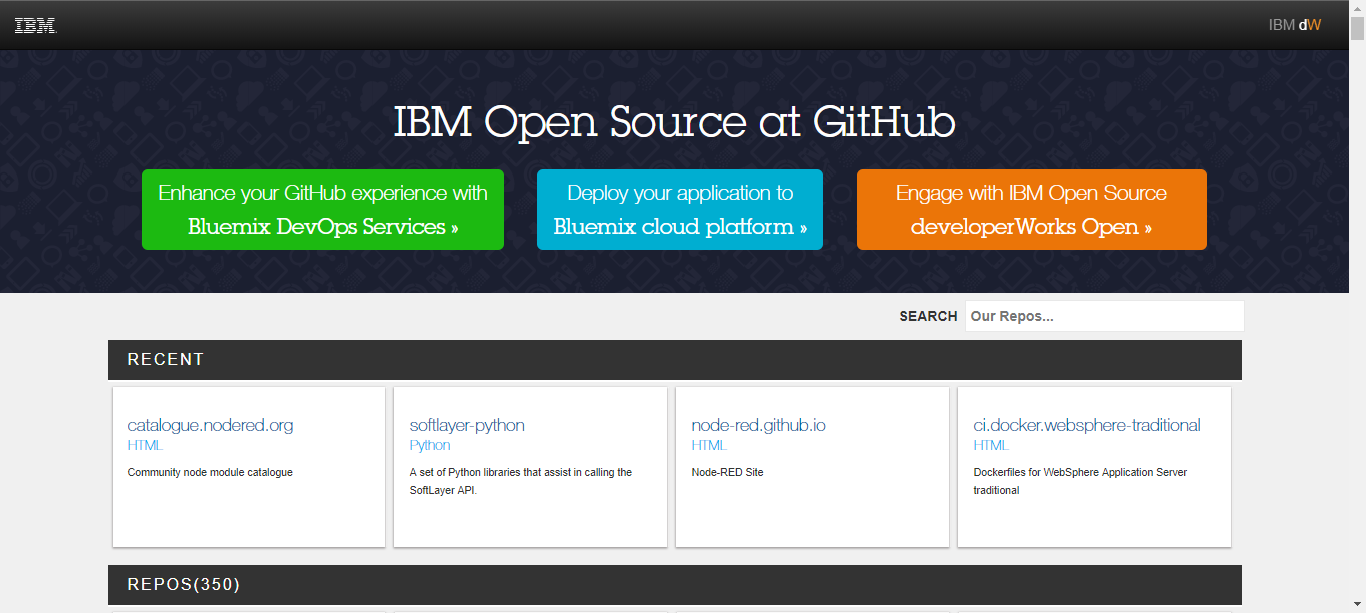 IBM
IBM dW
IBM Open Source at GitHub
Enhance your GitHub experience with
Bluemix DevOps Services »
Deploy your application to
Bluemix cloud platform »
Engage with IBM Open Source
developerWorks Open »
SEARCH Our Repos...
RECENT
catalogue.nodered.org
HTML
Community node module catalogue
softlayer-python
Python
A set of Python libraries that assist in calling the
SoftLayer API.
node-red.github.io
HTML
Node-RED Site
ci.docker.websphere-traditional
HTML
Dockerfiles for WebSphere Application Server
traditional
REPOS(350)